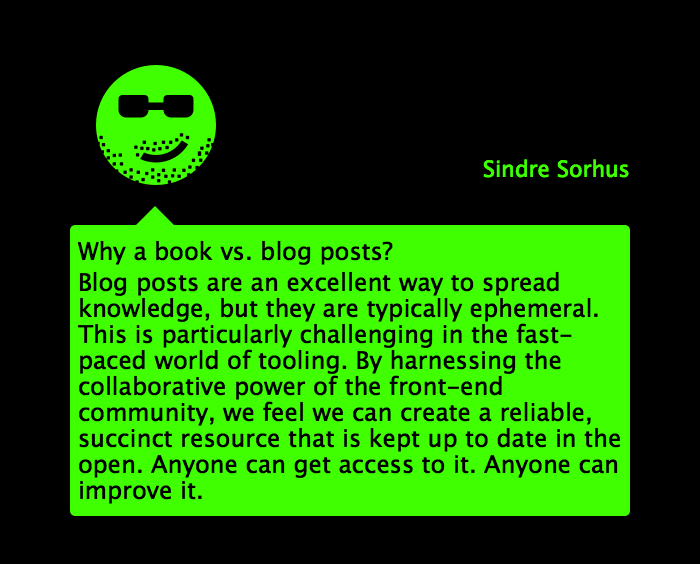 Sindre Sorhus
Why a book vs. blog posts?
Blog posts are an excellent way to spread
knowledge, but they are typically ephemeral.
This is particularly challenging in the fast-
paced world of tooling. By harnessing the
collaborative power of the front-end
community, we feel we can create a reliable,
succinct resource that is kept up to date in the
open. Anyone can get access to it. Anyone can
improve it.